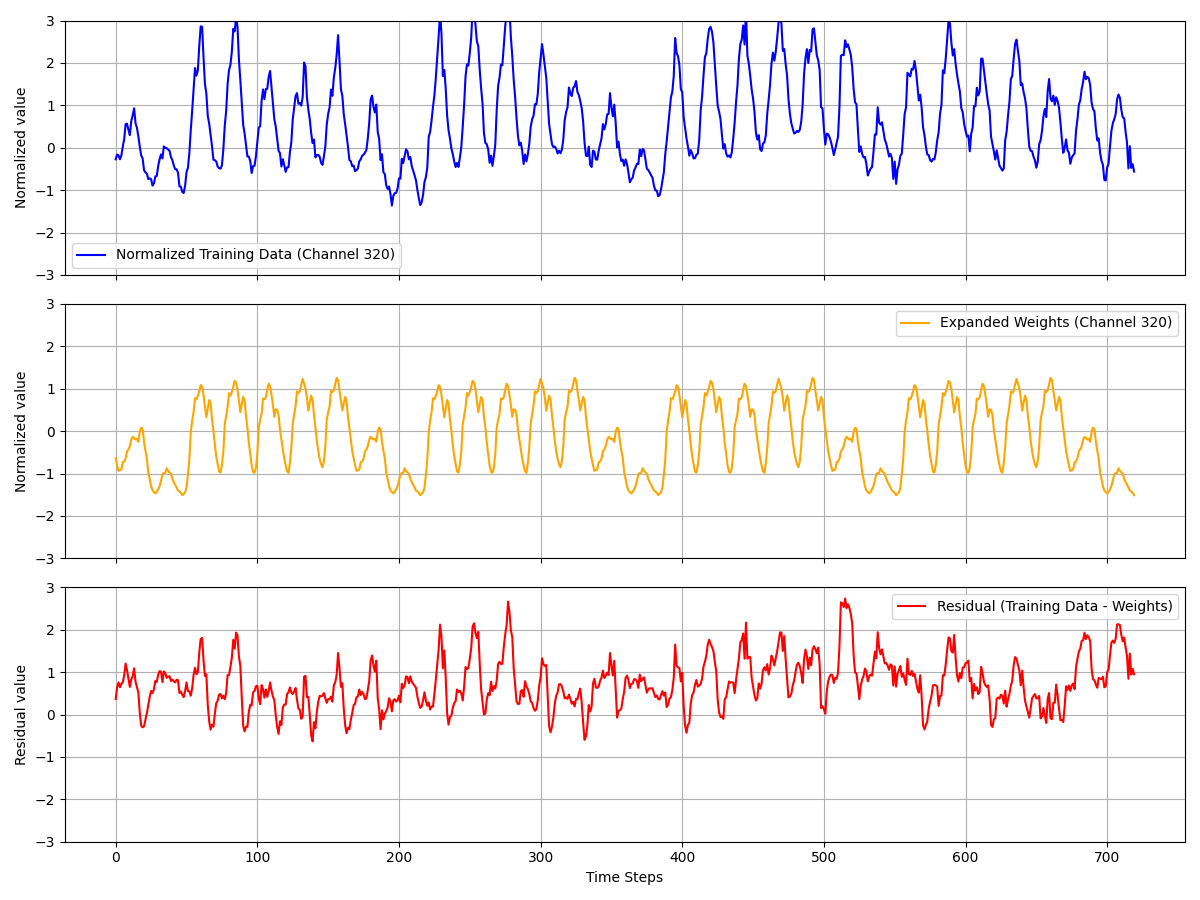 3
2
1
0
−1
−2
−3
Normalized value
Normalized Training Data (Channel 320)
3
2
1
0
−1
−2
−3
Normalized value
Expanded Weights (Channel 320)
3
2
1
0
−1
−2
−3
Residual value
Residual (Training Data - Weights)
0 100 200 300 400 500 600 700
Time Steps